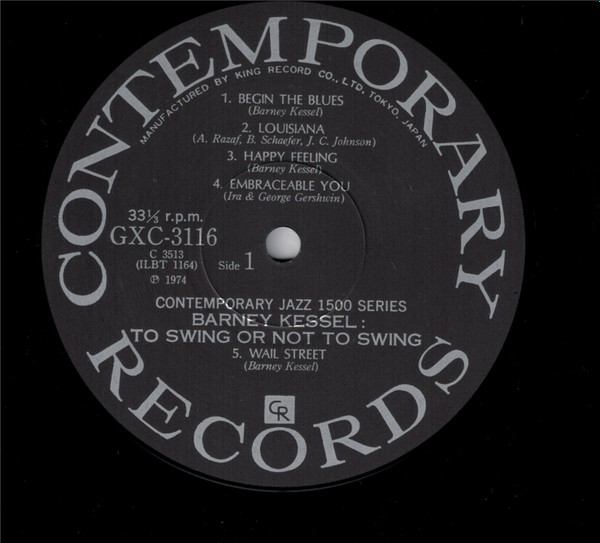 CONTEMPORARY
MANUFACTURED BY KING RECORD CO., LTD, TOKYO, JAPAN
1. BEGIN THE BLUES
(Barney Kessel)
2. LOUISIANA
(A. Razaf, B. Schaefer, J. C. Johnson)
3. HAPPY FEELING
(Barney Kessel)
4. EMBRACEABLE YOU
(Ira & George Gershwin)
33⅓ r.p.m.
GXC-3116
C 3513
(ILBT 1164)
Ⓟ 1974
Side 1
CONTEMPORARY JAZZ 1500 SERIES
BARNEY KESSEL :
TO SWING OR NOT TO SWING
5. WAIL STREET
(Barney Kessel)
CR
RECORDS